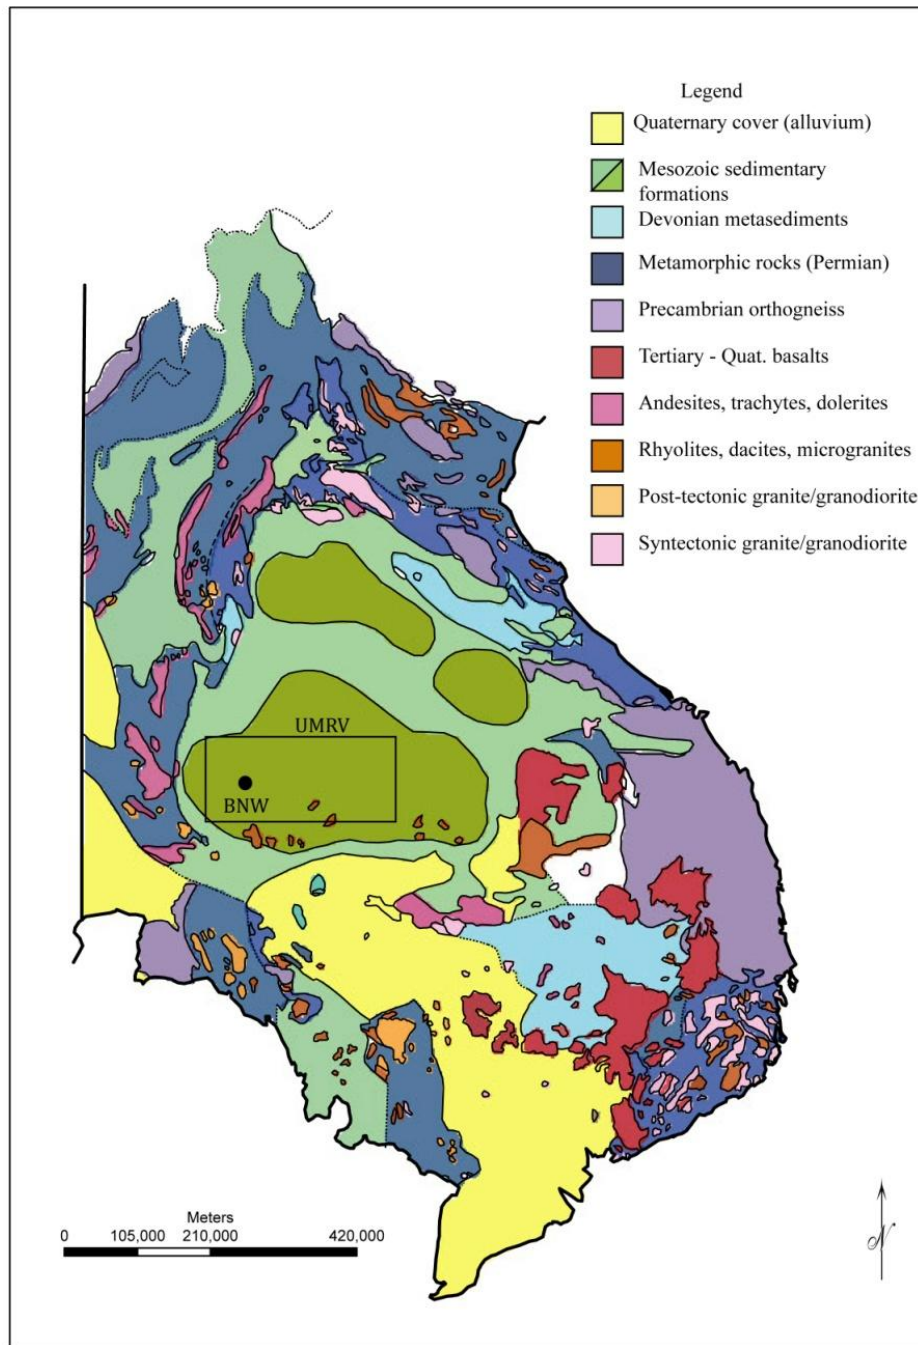 Legend
Quaternary cover (alluvium)
Mesozoic sedimentary
formations
Devonian metasediments
Metamorphic rocks (Permian)
Precambrian orthogneiss
Tertiary - Quat. basalts
Andesites, trachytes, dolerites
Rhyolites, dacites, microgranites
Post-tectonic granite/granodiorite
Syntectonic granite/granodiorite
UMRV
BNW
Meters
0 105,000 210,000 420,000
N